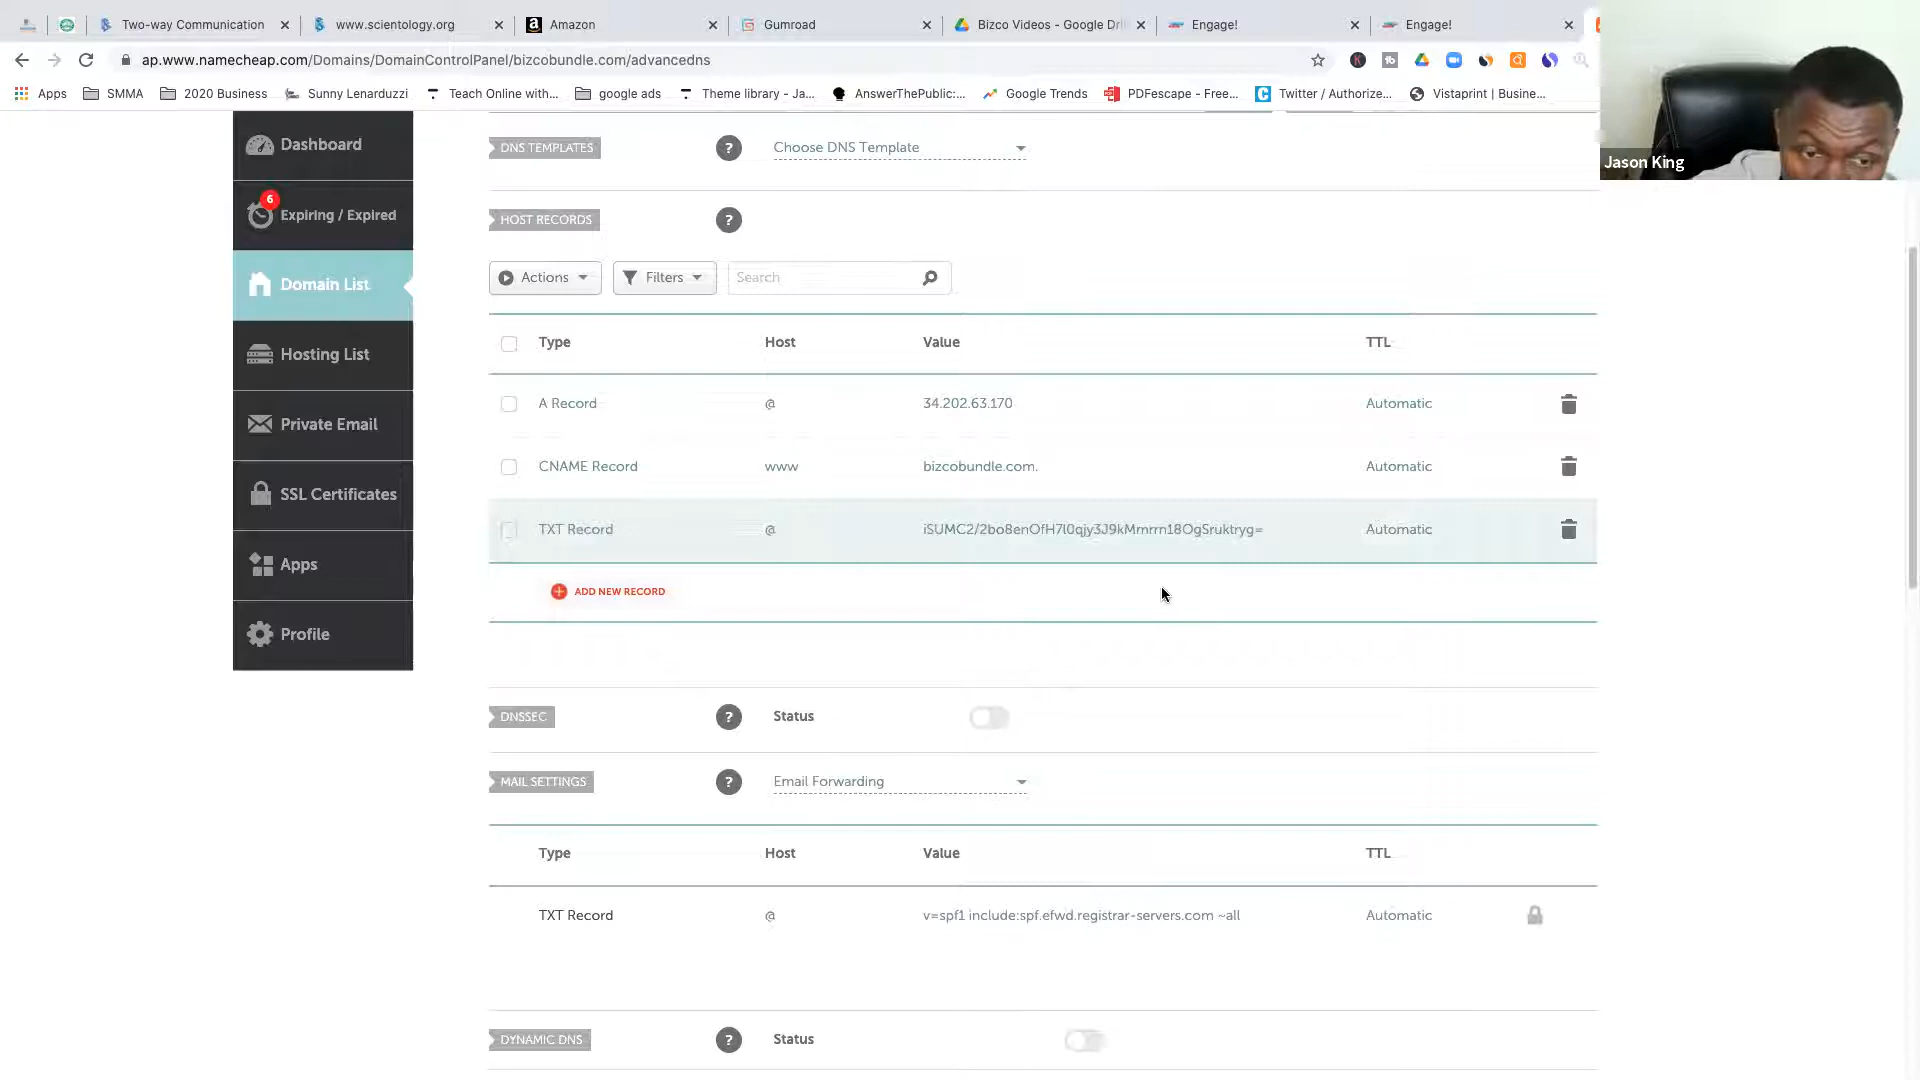 Two-way Communication
www.scientology.org
Amazon
Gumroad
Bizco Videos - Google Dri
Engage!
Engage!
ap.www.namecheap.com/Domains/DomainControlPanel/bizcobundle.com/advancedns
Apps
SMMA
2020 Business
Sunny Lenarduzzi
Teach Online with...
google ads
Theme library - Ja...
AnswerThePublic:...
Google Trends
PDFescape - Free...
Twitter / Authorize...
Vistaprint | Busine...
Jason King
Dashboard
6
Expiring / Expired
Domain List
Hosting List
Private Email
SSL Certificates
Apps
Profile
DNS TEMPLATES
?
Choose DNS Template
HOST RECORDS
?
Actions
Filters
Search
Type Host Value TTL
A Record @ 34.202.63.170 Automatic
CNAME Record www bizcobundle.com. Automatic
TXT Record @ Automatic
ADD NEW RECORD
DNSSEC ? Status
MAIL SETTINGS ? Email Forwarding
Type Host Value TTL
TXT Record @ v=spf1 include:spf.efwd.registrar-servers.com ~all Automatic
DYNAMIC DNS ? Status